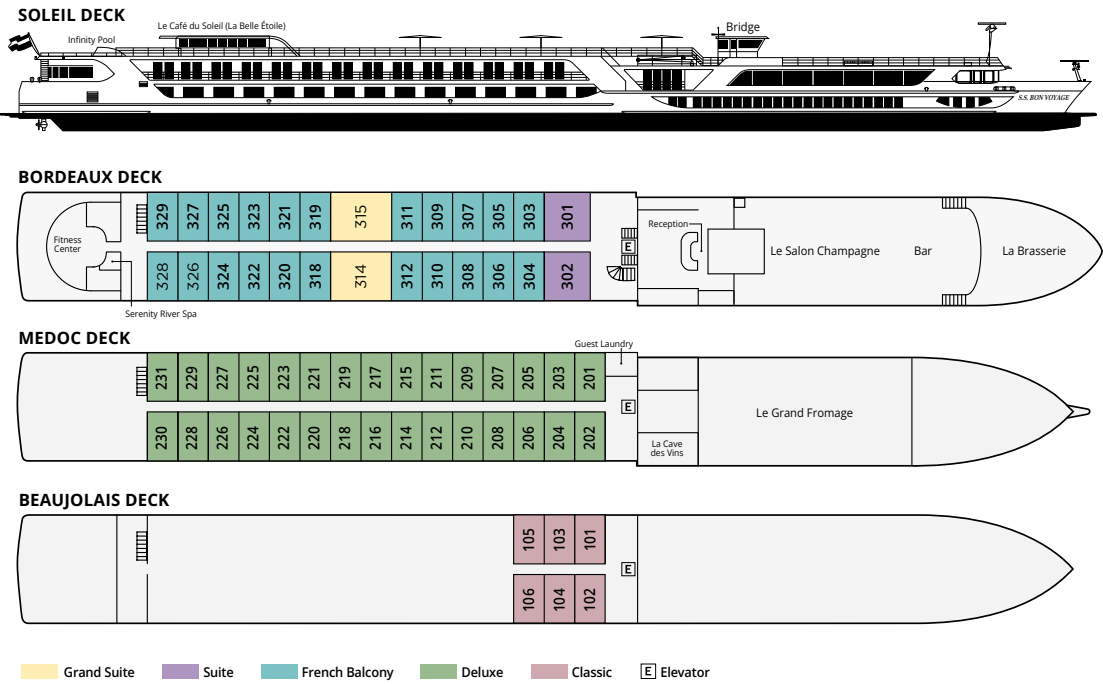 SOLEIL DECK
Le Café du Soleil (La Belle Étoile)
Infinity Pool
Bridge
S.S. BON VOYAGE
BORDEAUX DECK
329 327 325 323 321 319 315 311 309 307 305 303 301
Fitness
Center
Reception
E
Le Salon Champagne
Bar
La Brasserie
328 326 324 322 320 318 314 312 310 308 306 304 302
Serenity River Spa
MEDOC DECK
Guest Laundry
231 229 227 225 223 221 219 217 215 211 209 207 205 203 201
E
Le Grand Fromage
230 228 226 224 222 220 218 216 214 212 210 208 206 204 202
La Cave
des Vins
BEAUJOLAIS DECK
105 103 101
E
106 104 102
Grand Suite
Suite
French Balcony
Deluxe
Classic
E Elevator